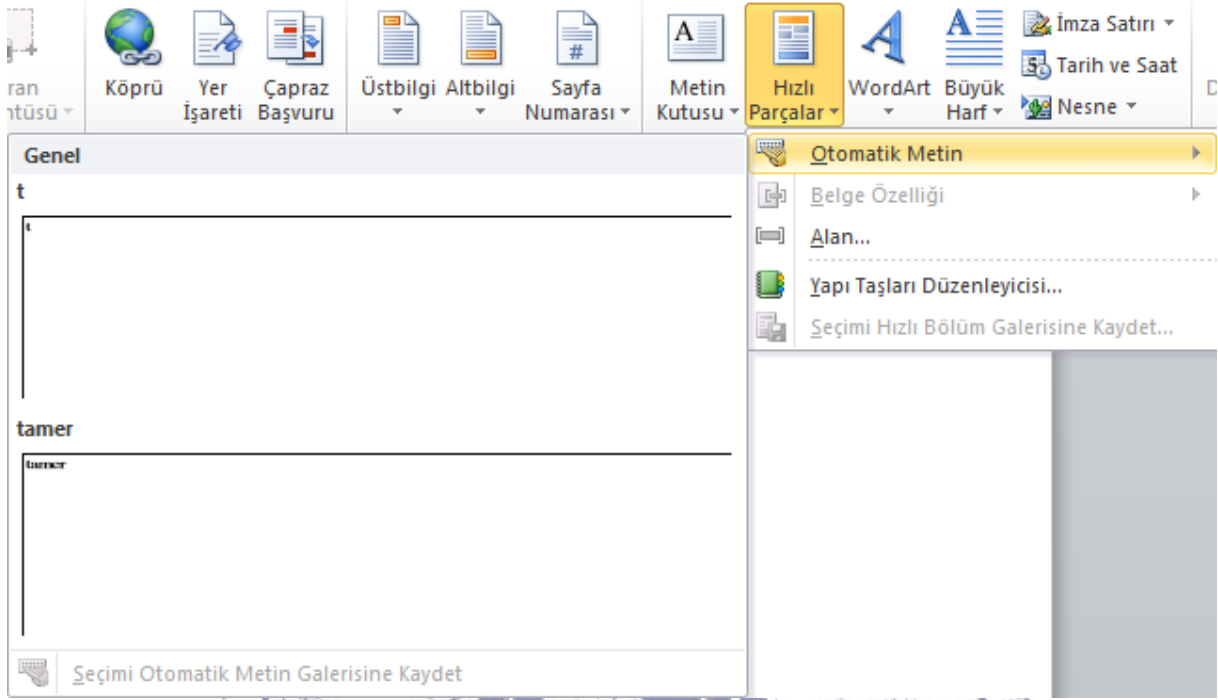 ran
ntüsü
Köprü
Yer
İşareti
Çapraz
Başvuru
Üstbilgi
Altbilgi
Sayfa
Numarası
#
A
Metin
Kutusu
Hızlı
Parçalar
A
WordArt
A
Büyük
Harf
İmza Satırı
5
Tarih ve Saat
Nesne
D
Genel
t
t
tamer
tamer
Seçimi Otomatik Metin Galerisine Kaydet
Otomatik Metin
Belge Özelliği
Alan...
Yapı Taşları Düzenleyicisi...
Seçimi Hızlı Bölüm Galerisine Kaydet...